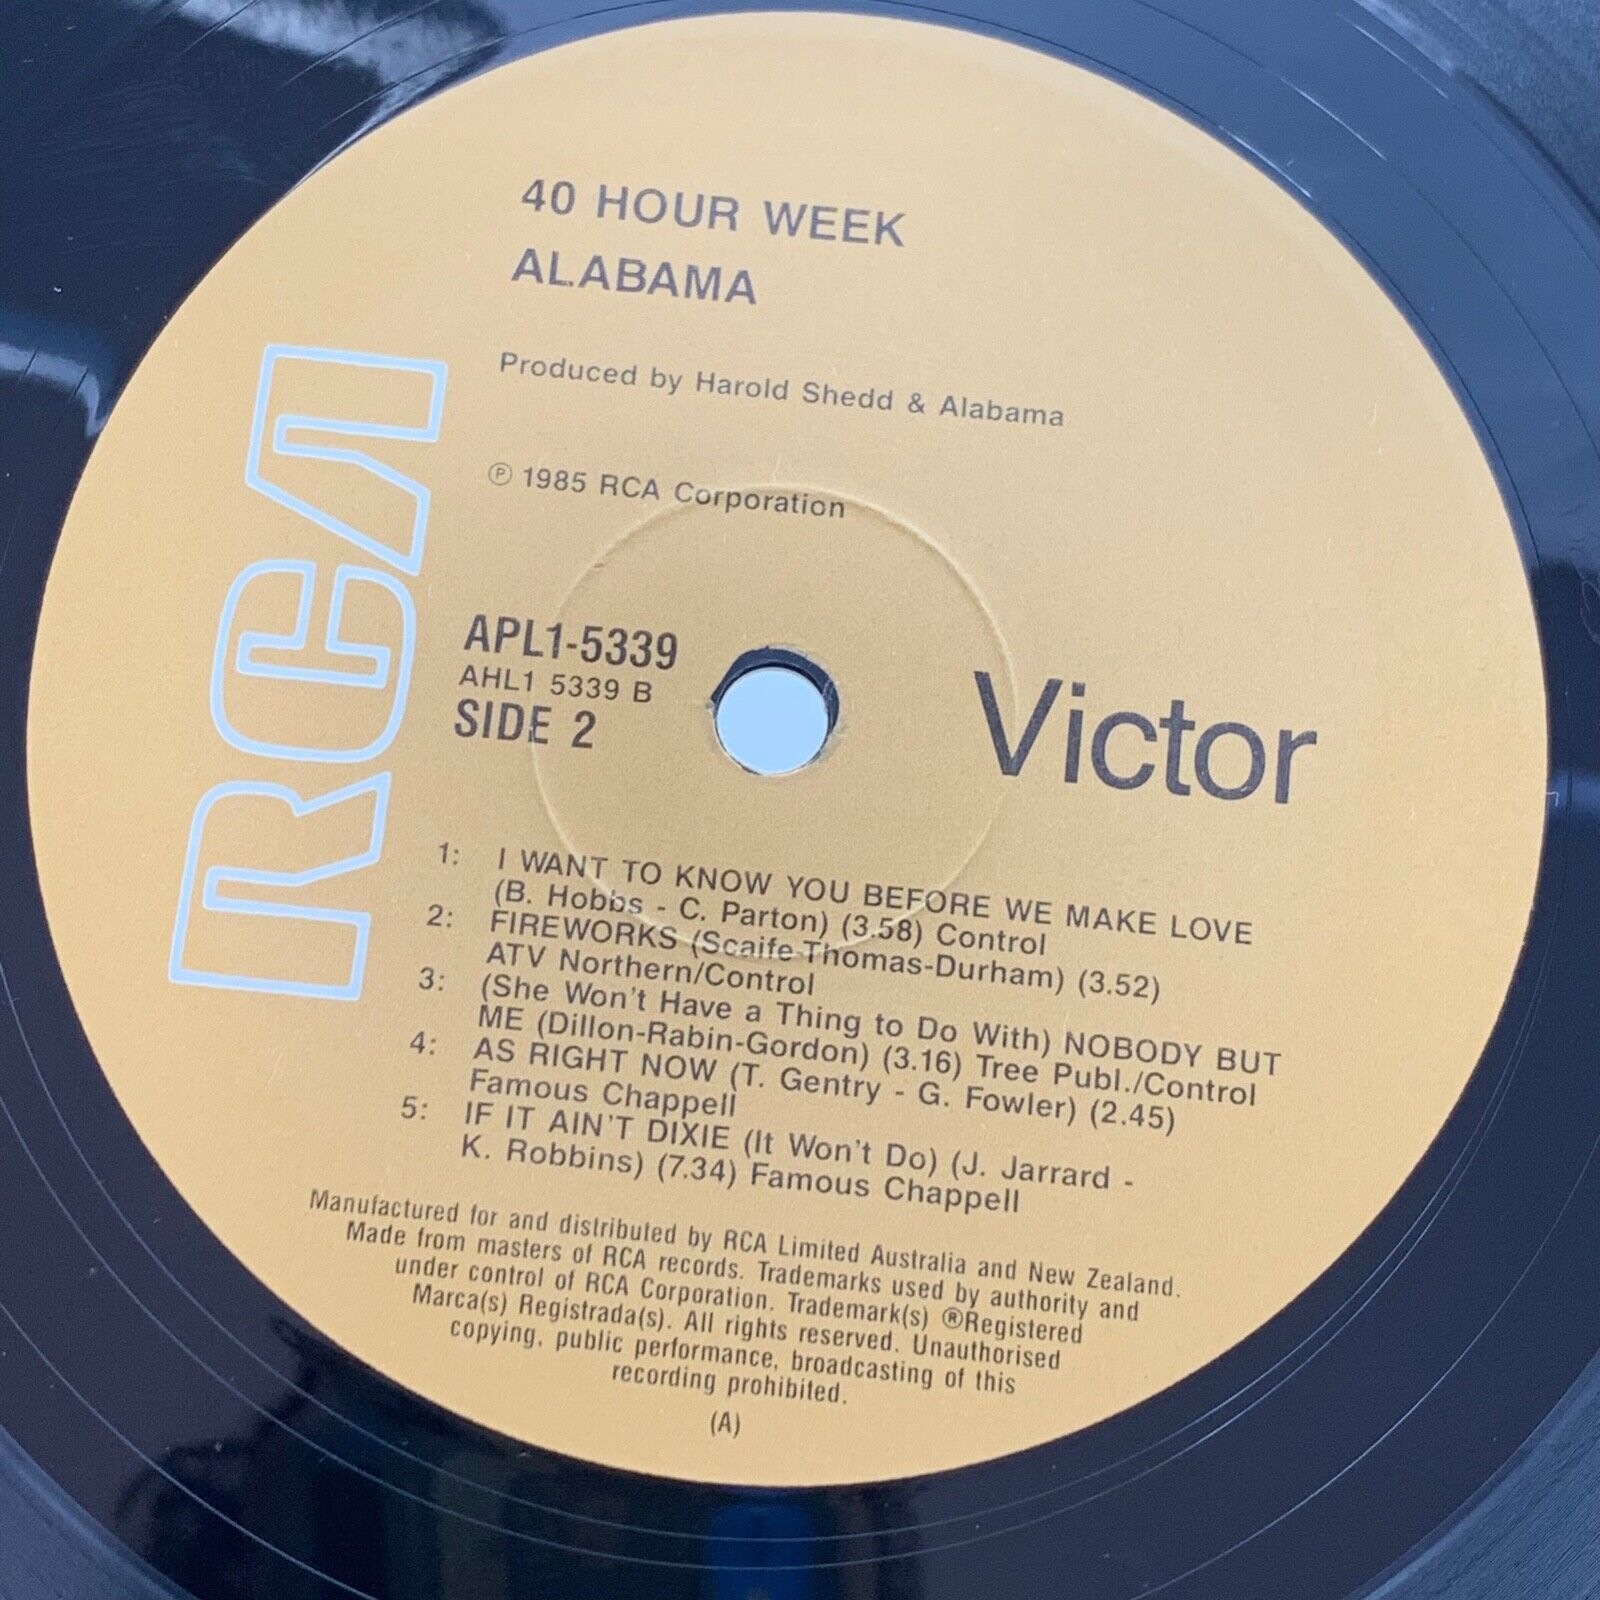 40 HOUR WEEK
ALABAMA
Produced by Harold Shedd & Alabama
℗ 1985 RCA Corporation
RCA
APL1-5339
AHL1 5339 B
SIDE 2
Victor
1: I WANT TO KNOW YOU BEFORE WE MAKE LOVE
(B. Hobbs - C. Parton) (3.58) Control
2: FIREWORKS (Scaife-Thomas-Durham) (3.52)
ATV Northern/Control
3: (She Won't Have a Thing to Do With) NOBODY BUT
ME (Dillon-Rabin-Gordon) (3.16) Tree Publ./Control
4: AS RIGHT NOW (T. Gentry - G. Fowler) (2.45)
Famous Chappell
5: IF IT AIN'T DIXIE (It Won't Do) (J. Jarrard -
K. Robbins) (7.34) Famous Chappell
Manufactured for and distributed by RCA Limited Australia and New Zealand.
Made from masters of RCA records. Trademarks used by authority and
under control of RCA Corporation. Trademark(s) ®Registered
Marca(s) Registrada(s). All rights reserved. Unauthorised
copying, public performance, broadcasting of this
recording prohibited.
(A)